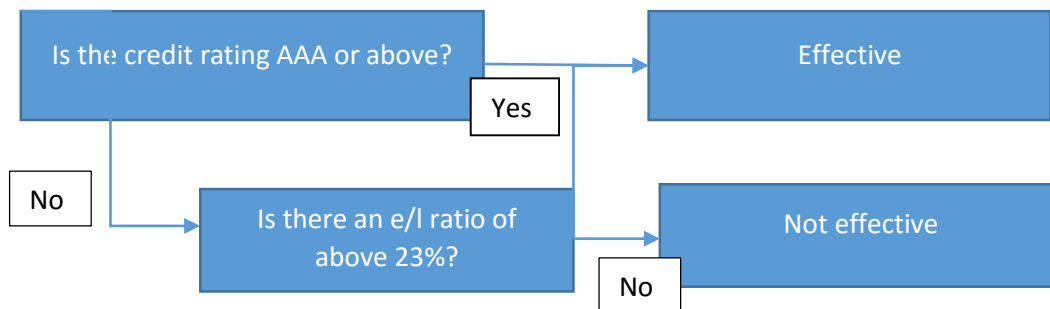 Is the credit rating AAA or above?
Effective
Yes
No
Is there an e/l ratio of
above 23%?
Not effective
No